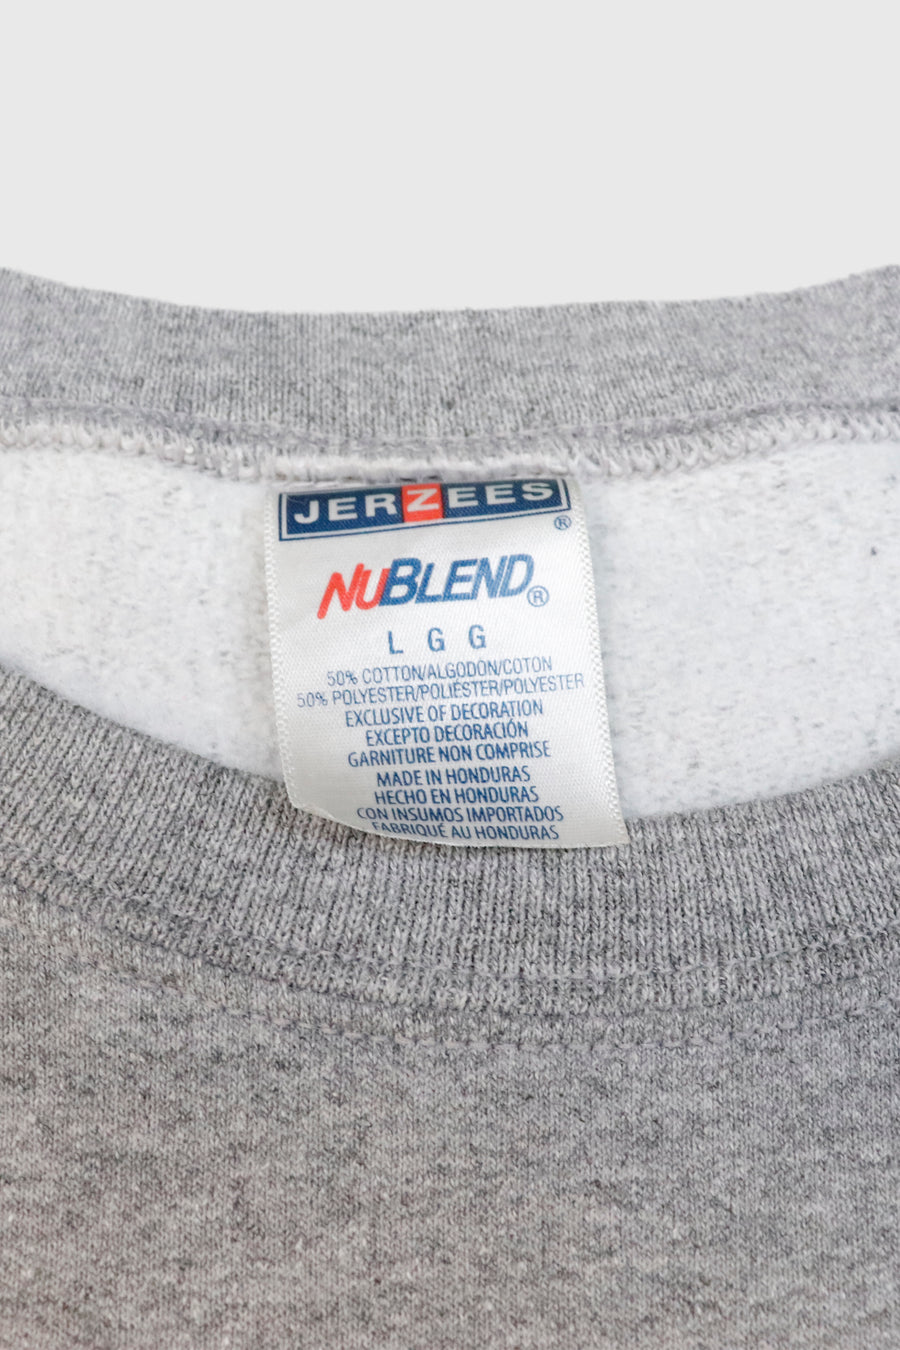 JERZEES
®
NUBLEND®
L G G
50% COTTON/ALGODÓN/COTON
50% POLYESTER/POLIÉSTER/POLYESTER
EXCLUSIVE OF DECORATION
EXCEPTO DECORACIÓN
GARNITURE NON COMPRISE
MADE IN HONDURAS
HECHO EN HONDURAS
CON INSUMOS IMPORTADOS
FABRIQUÉ AU HONDURAS